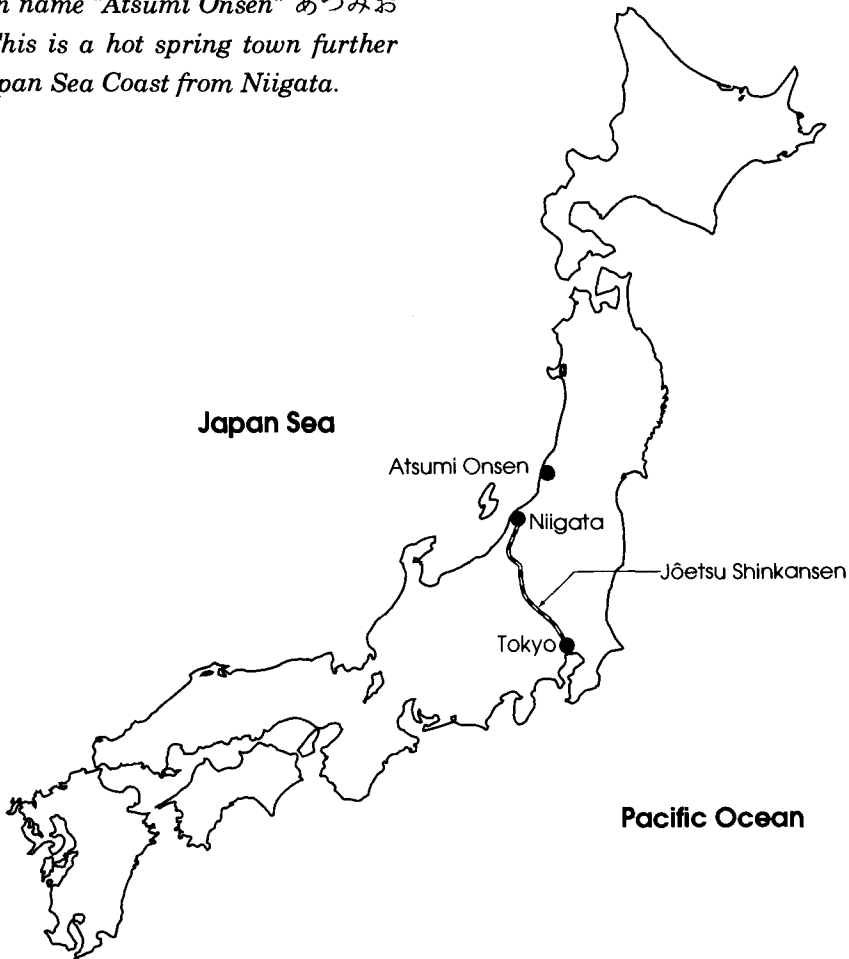 n name "Atsumi Onsen" あつみお
This is a hot spring town further
pan Sea Coast from Niigata.
Japan Sea
Atsumi Onsen
Niigata
Jôetsu Shinkansen
Tokyo
Pacific Ocean